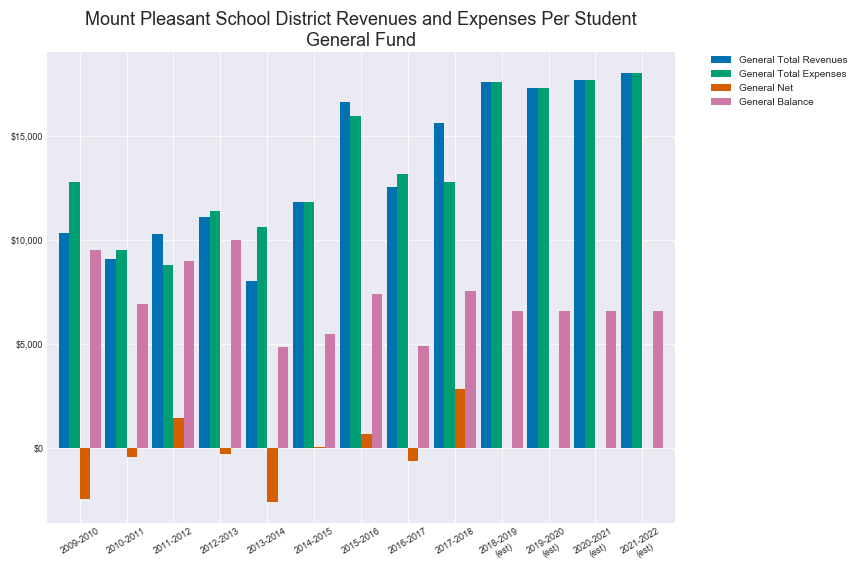 Mount Pleasant School District Revenues and Expenses Per Student
General Fund
General Total Revenues
General Total Expenses
General Net
General Balance
$15,000
$10,000
$5,000
$0
2009-2010
2010-2011
2011-2012
2012-2013
2013-2014
2014-2015
2015-2016
2016-2017
2017-2018
2018-2019
(est)
2019-2020
(est)
2020-2021
(est)
2021-2022
(est)